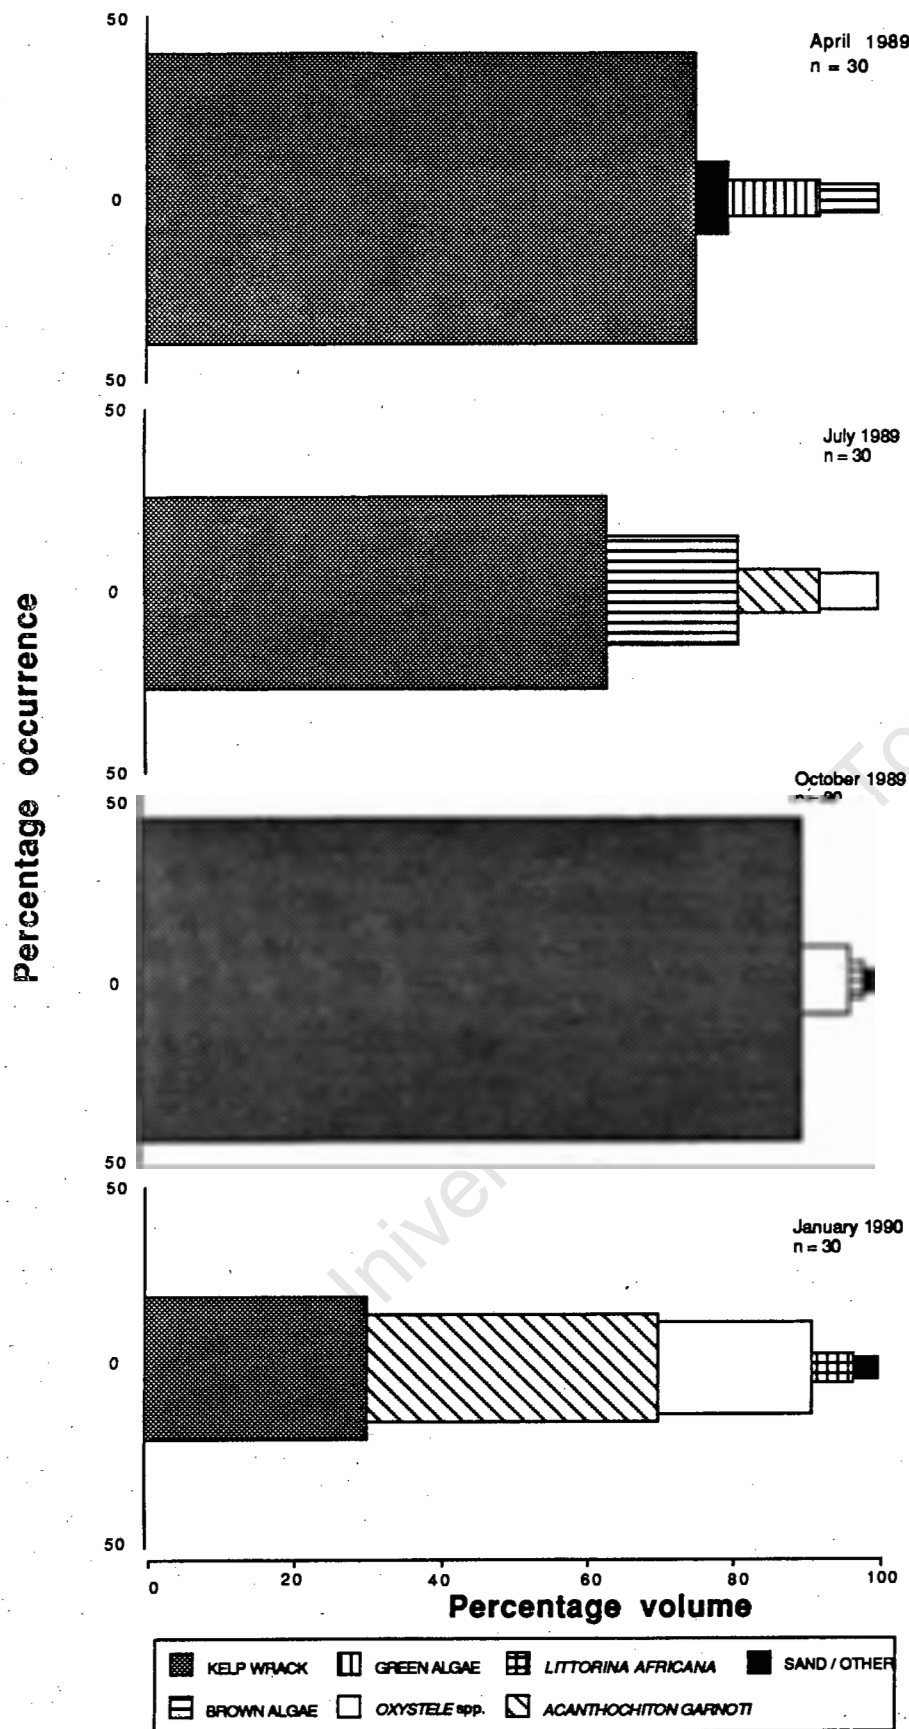 50
April 1989
n = 30
0
50
50
July 1989
n = 30
0
50
October 1989
50
0
50
50
January 1990
n = 30
0
50
0 20 40 60 80 100
Percentage volume
Percentage occurrence
KELP WRACK GREEN ALGAE LITTORINA AFRICANA SAND / OTHER
BROWN ALGAE OXYSTELE spp. ACANTHOCHITON GARNOTI